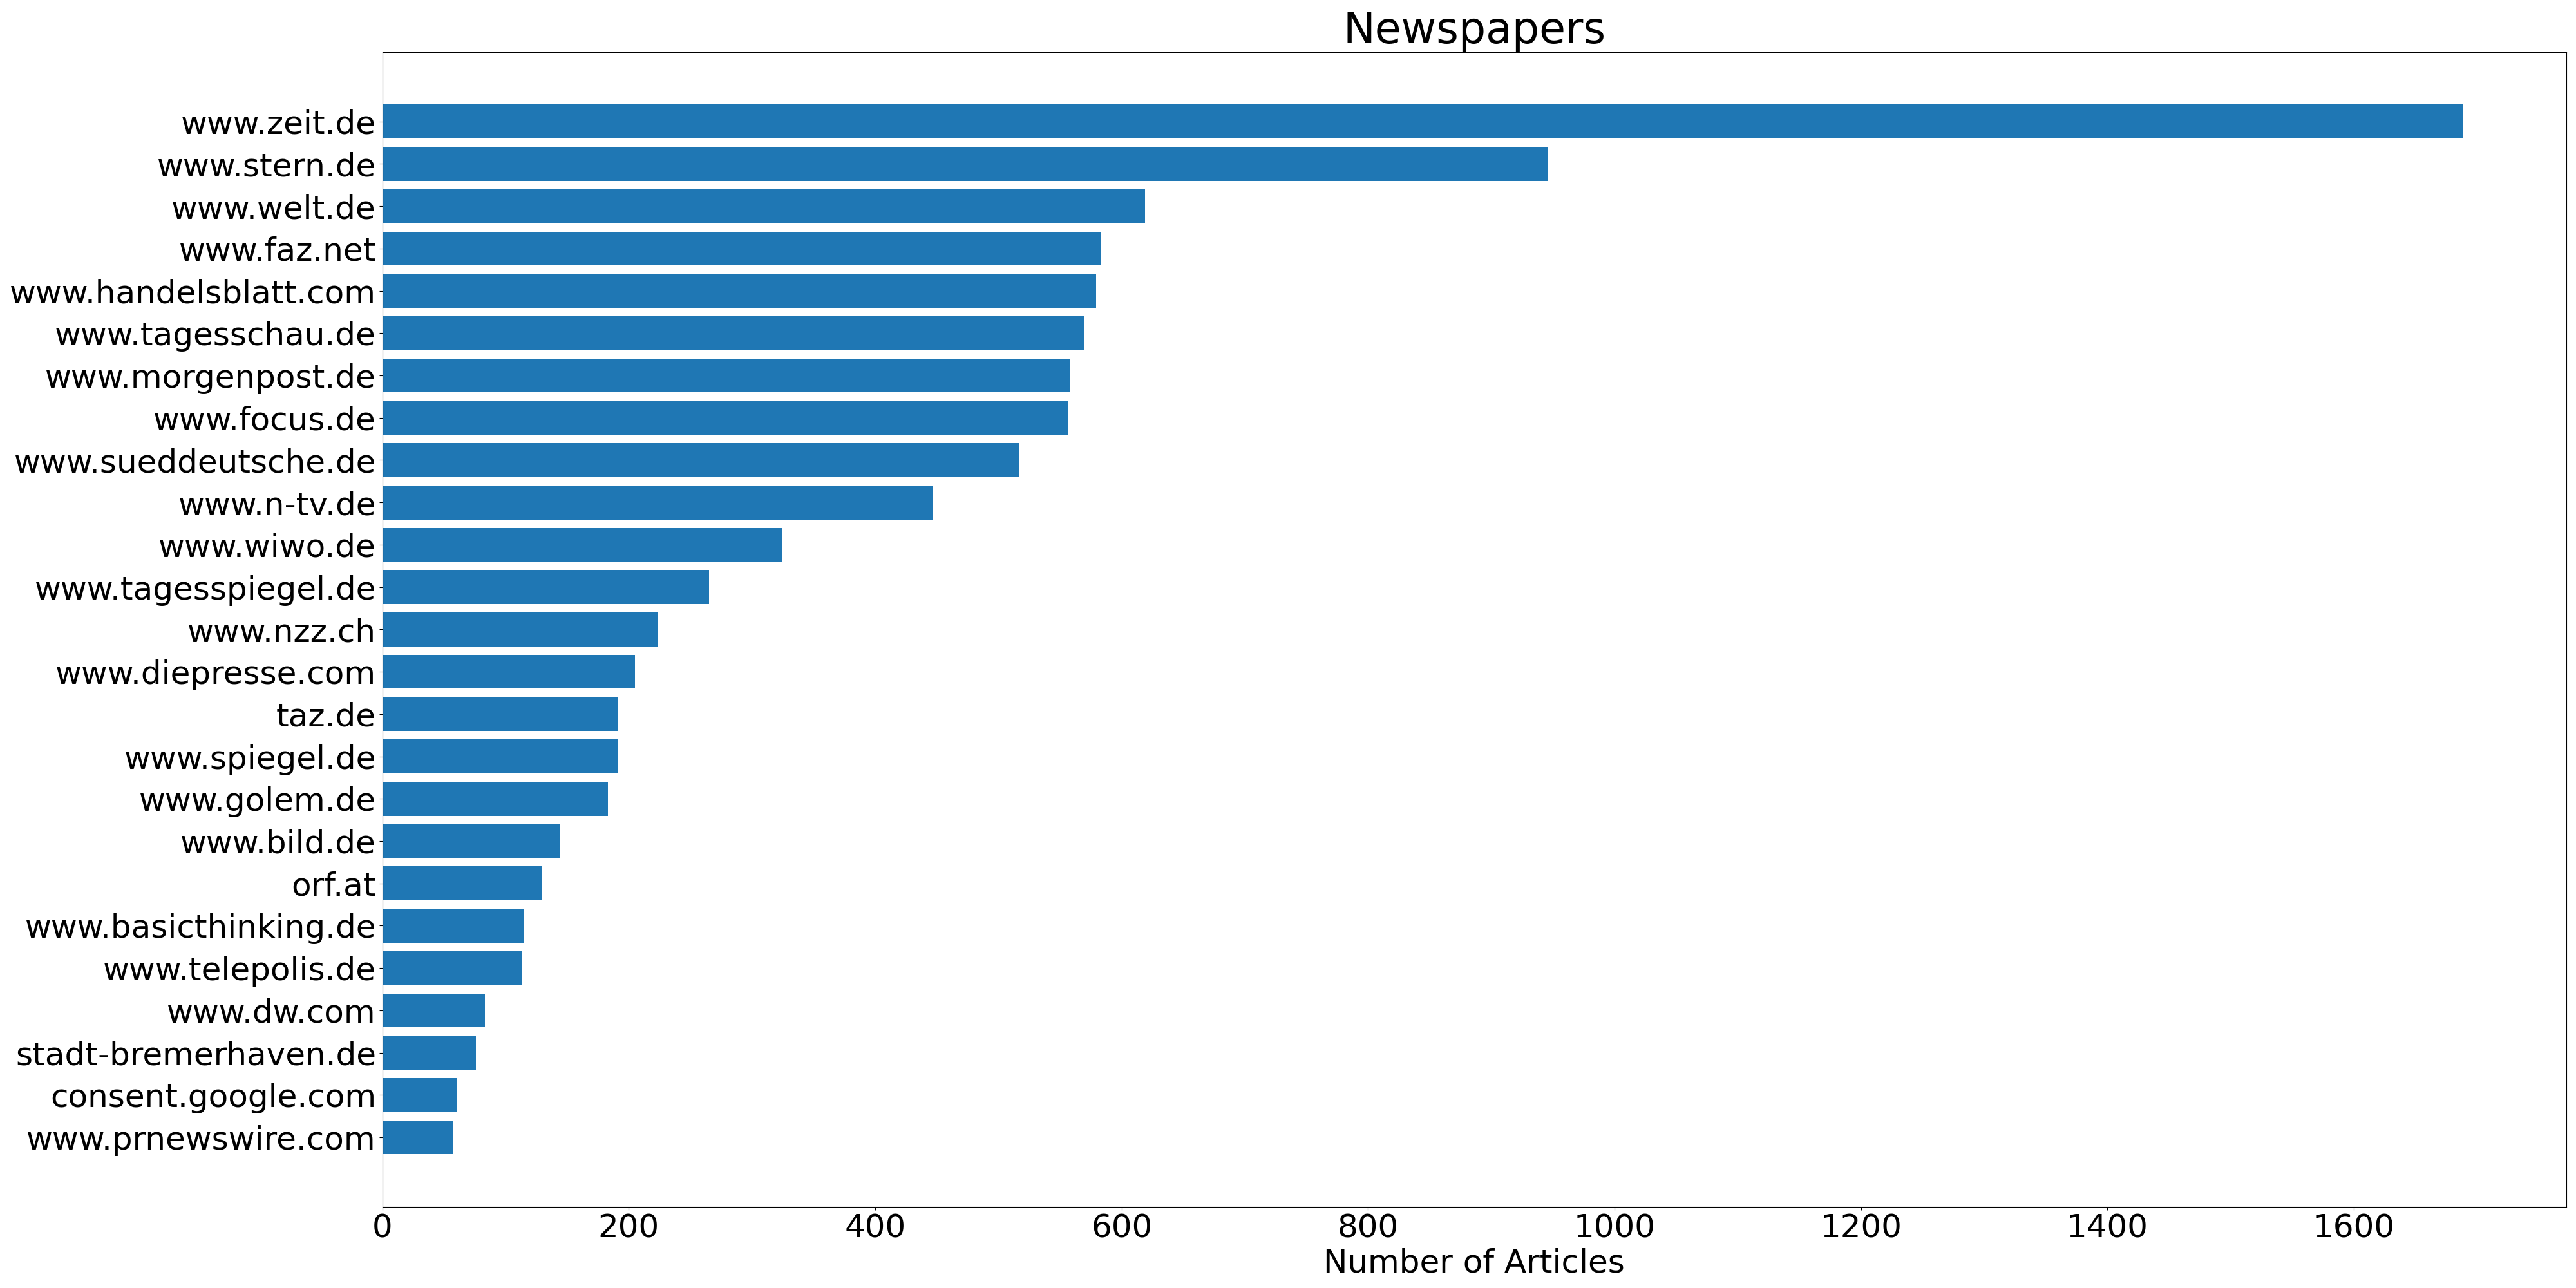 Newspapers
www.zeit.de
www.stern.de
www.welt.de
www.faz.net
www.handelsblatt.com
www.tagesschau.de
www.morgenpost.de
www.focus.de
www.sueddeutsche.de
www.n-tv.de
www.wiwo.de
www.tagesspiegel.de
www.nzz.ch
www.diepresse.com
taz.de
www.spiegel.de
www.golem.de
www.bild.de
orf.at
www.basicthinking.de
www.telepolis.de
www.dw.com
stadt-bremerhaven.de
consent.google.com
www.prnewswire.com
0 200 400 600 800 1000 1200 1400 1600
Number of Articles